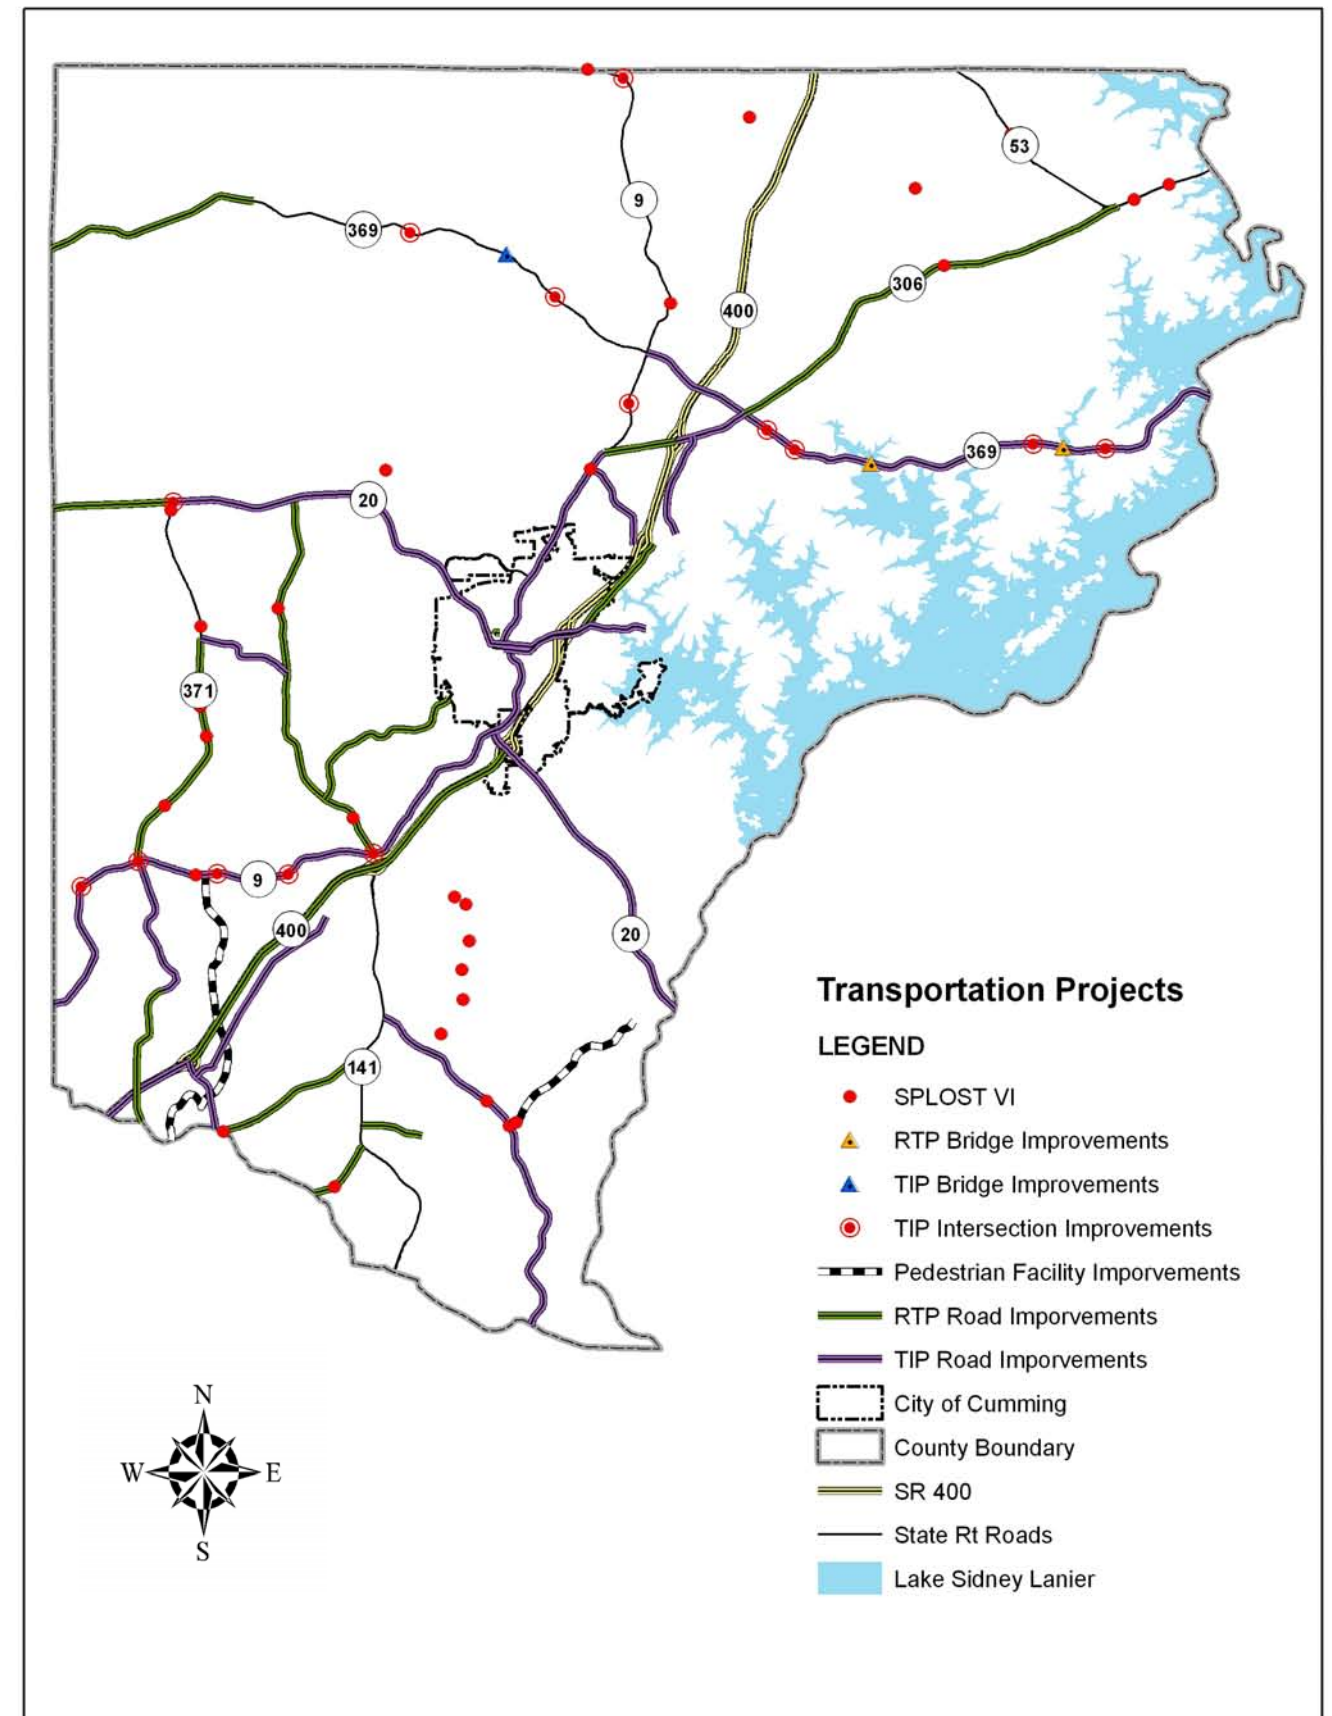 53
9
369
306
400
369
20
371
9
400
20
141
Transportation Projects
LEGEND
SPLOST VI
RTP Bridge Improvements
TIP Bridge Improvements
TIP Intersection Improvements
Pedestrian Facility Imporvements
RTP Road Imporvements
TIP Road Imporvements
City of Cumming
County Boundary
SR 400
State Rt Roads
Lake Sidney Lanier
N
W E
S